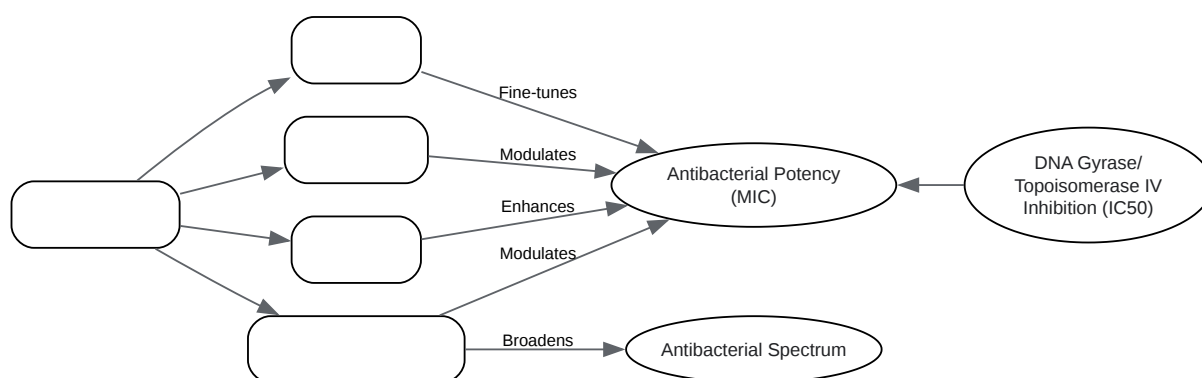 Fine-tunes
Modulates
Enhances
Modulates
Broadens
Antibacterial Potency
(MIC)
DNA Gyrase/
Topoisomerase IV
Inhibition (IC50)
Antibacterial Spectrum